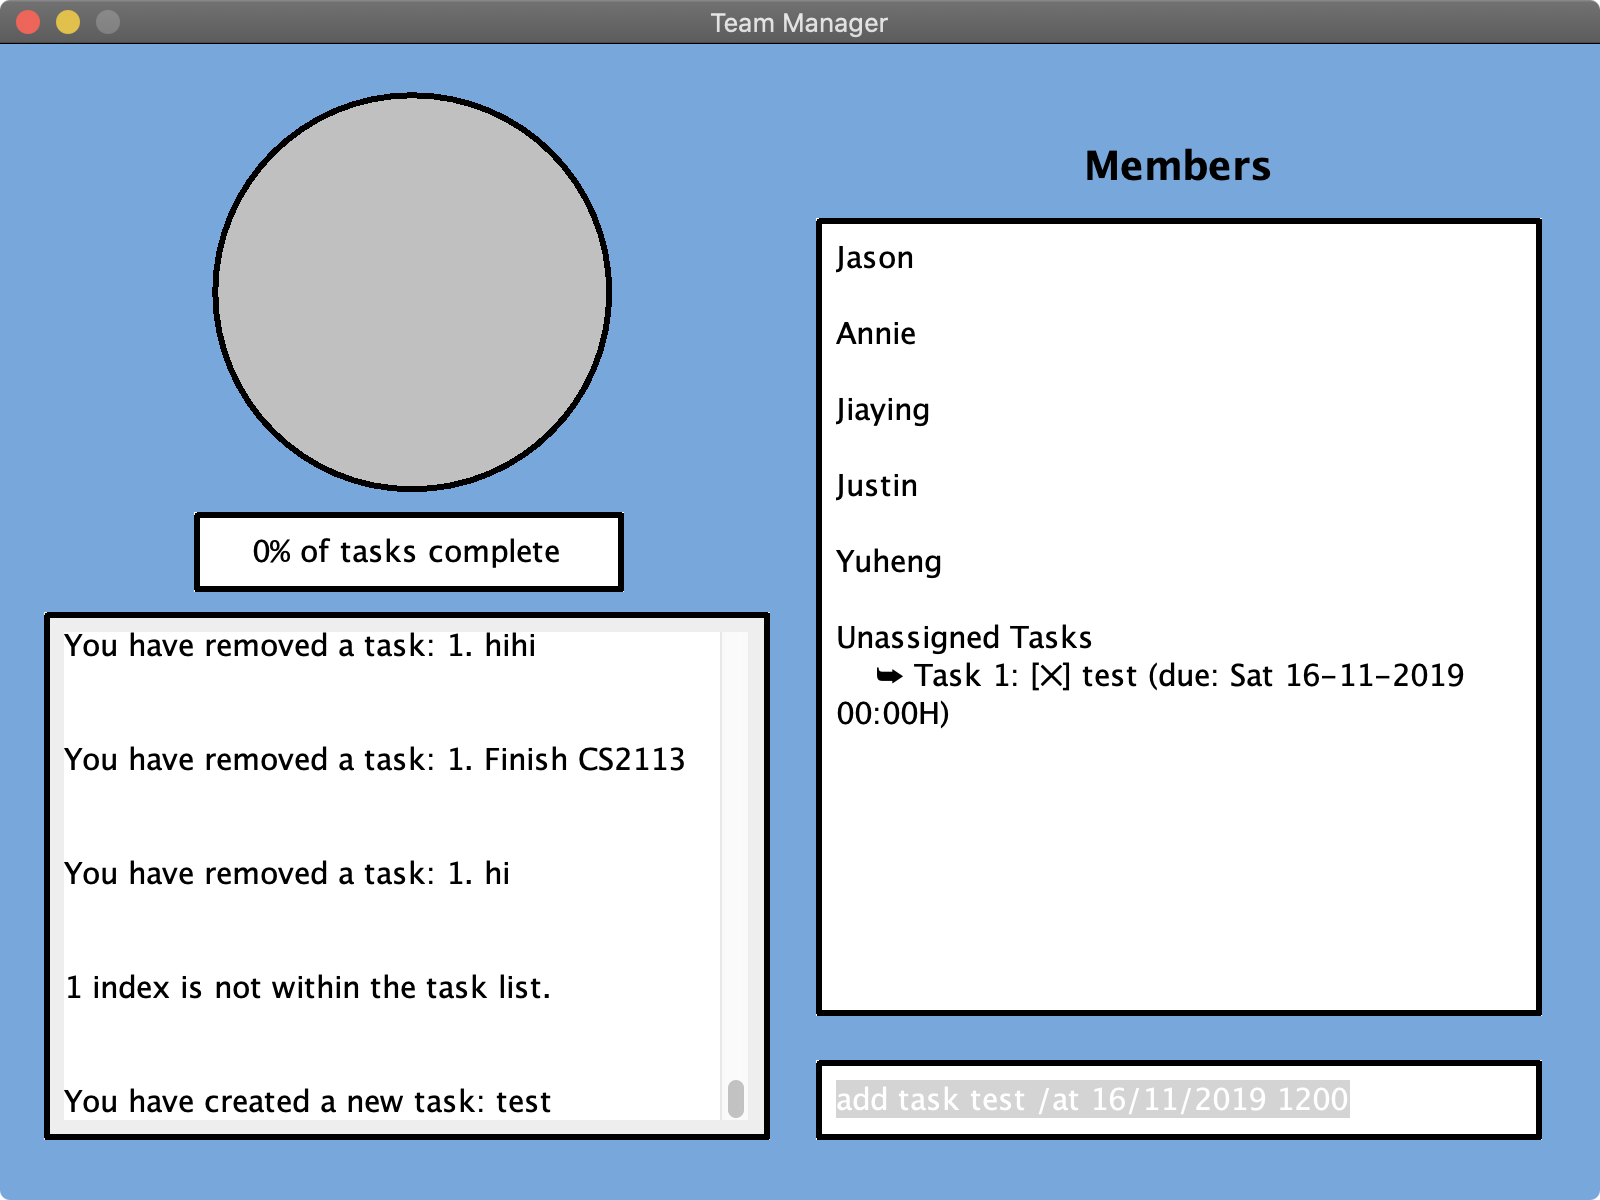 Team Manager
0% of tasks complete
You have removed a task: 1. hihi
You have removed a task: 1. Finish CS2113
You have removed a task: 1. hi
1 index is not within the task list.
You have created a new task: test
Members
Jason
Annie
Jiaying
Justin
Yuheng
Unassigned Tasks
➥ Task 1: [✕] test (due: Sat 16-11-2019
00:00H)
add task test /at 16/11/2019 1200